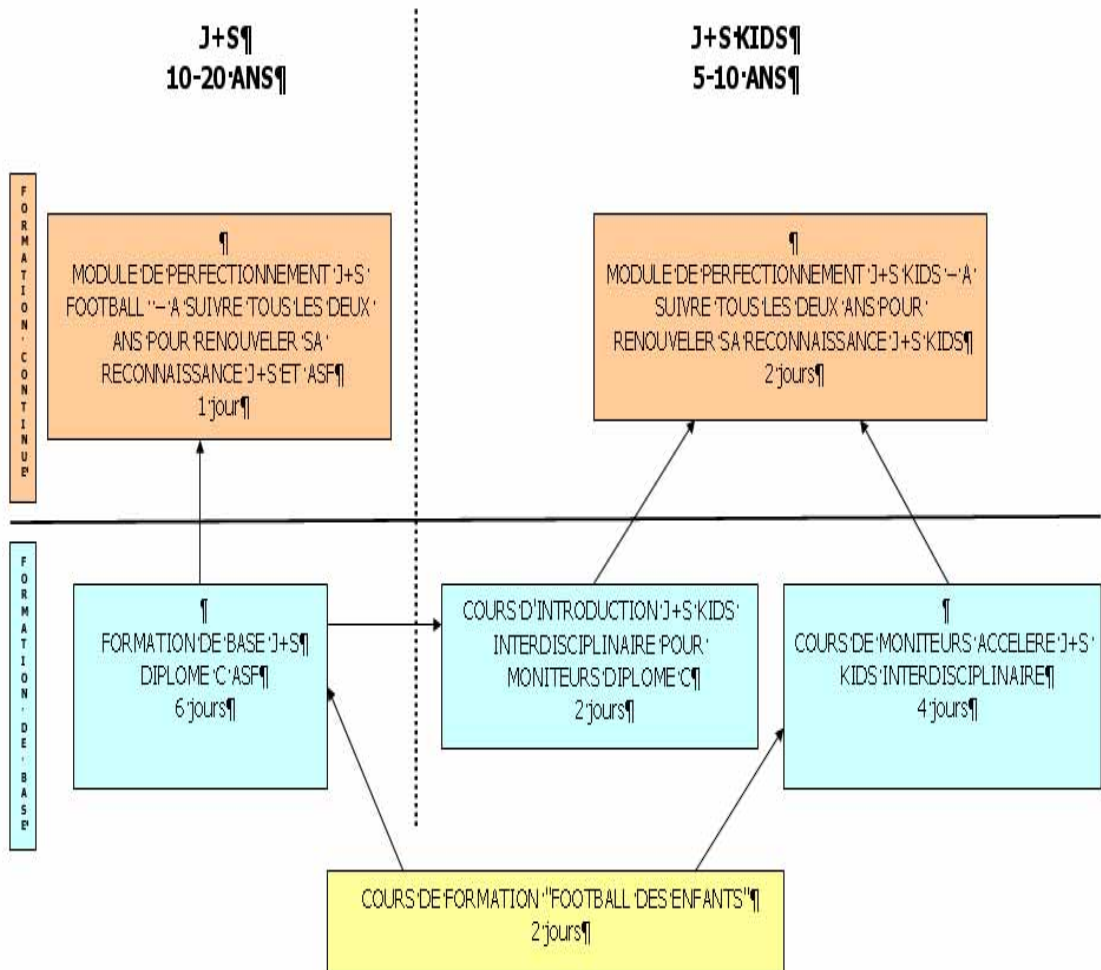 J+S¶
10-20·ANS¶
J+S·KIDS¶
5-10·ANS¶
FORMATION·CONTINUE¶
¶
MODULE·DE·PERFECTIONNEMENT·J+S·
FOOTBALL··–·A·SUIVRE·TOUS·LES·DEUX·
ANS·POUR·RENOUVELER·SA·
RECONNAISSANCE·J+S·ET·ASF¶
1·jour¶
¶
MODULE·DE·PERFECTIONNEMENT·J+S·KIDS·–·A·
SUIVRE·TOUS·LES·DEUX·ANS·POUR·
RENOUVELER·SA·RECONNAISSANCE·J+S·KIDS¶
2·jours¶
FORMATION·DE·BASE¶
¶
FORMATION·DE·BASE·J+S¶
DIPLOME·C·ASF¶
6·jours¶
COURS·D'INTRODUCTION·J+S·KIDS·
INTERDISCIPLINAIRE·POUR·
MONITEURS·DIPLOME·C¶
2·jours¶
¶
COURS·DE·MONITEURS·ACCELERE·J+S·
KIDS·INTERDISCIPLINAIRE¶
4·jours¶
COURS·DE·FORMATION·"FOOTBALL·DES·ENFANTS"¶
2·jours¶